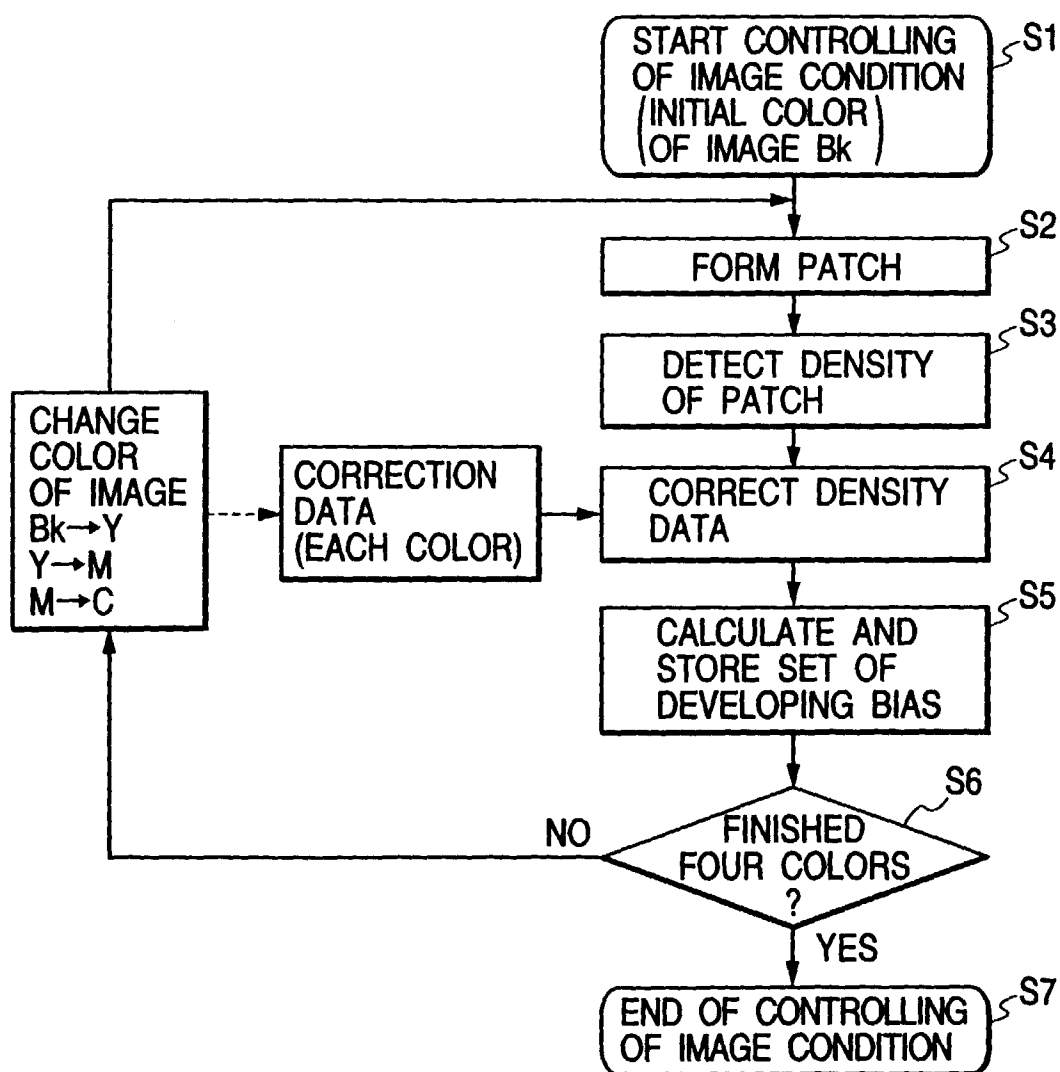 START CONTROLLING
OF IMAGE CONDITION
(INITIAL COLOR
OF IMAGE Bk)
S1
S2
FORM PATCH
S3
DETECT DENSITY
OF PATCH
S4
CORRECT DENSITY
DATA
CHANGE
COLOR
OF IMAGE
Bk→Y
Y→M
M→C
CORRECTION
DATA
(EACH COLOR)
S5
CALCULATE AND
STORE SET OF
DEVELOPING BIAS
S6
FINISHED
FOUR COLORS
?
NO
YES
S7
END OF CONTROLLING
OF IMAGE CONDITION